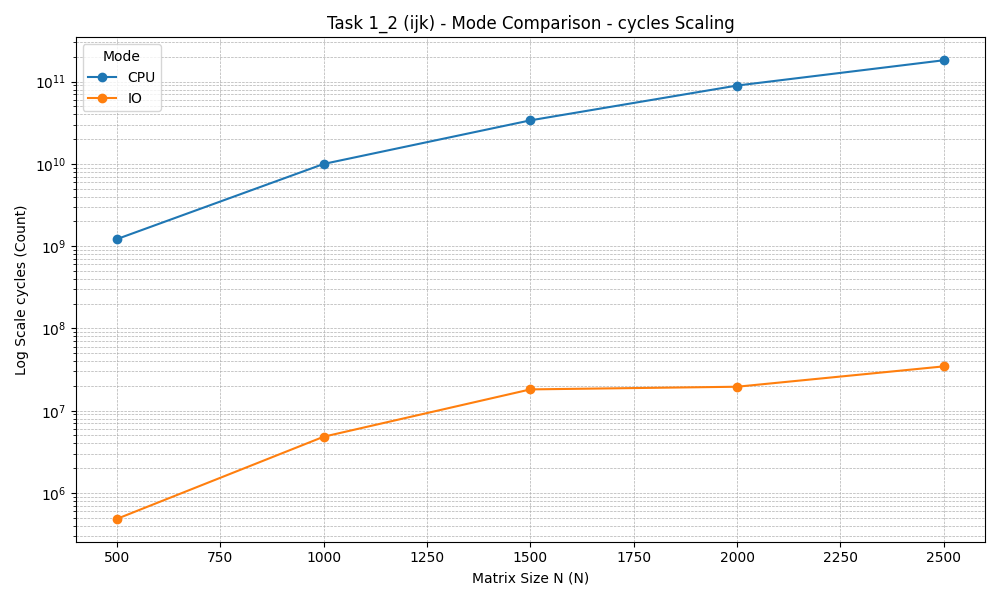 Task 1_2 (ijk) - Mode Comparison - cycles Scaling
Mode
CPU
IO
Log Scale cycles (Count)
10¹¹
10¹⁰
10⁹
10⁸
10⁷
10⁶
500 750 1000 1250 1500 1750 2000 2250 2500
Matrix Size N (N)